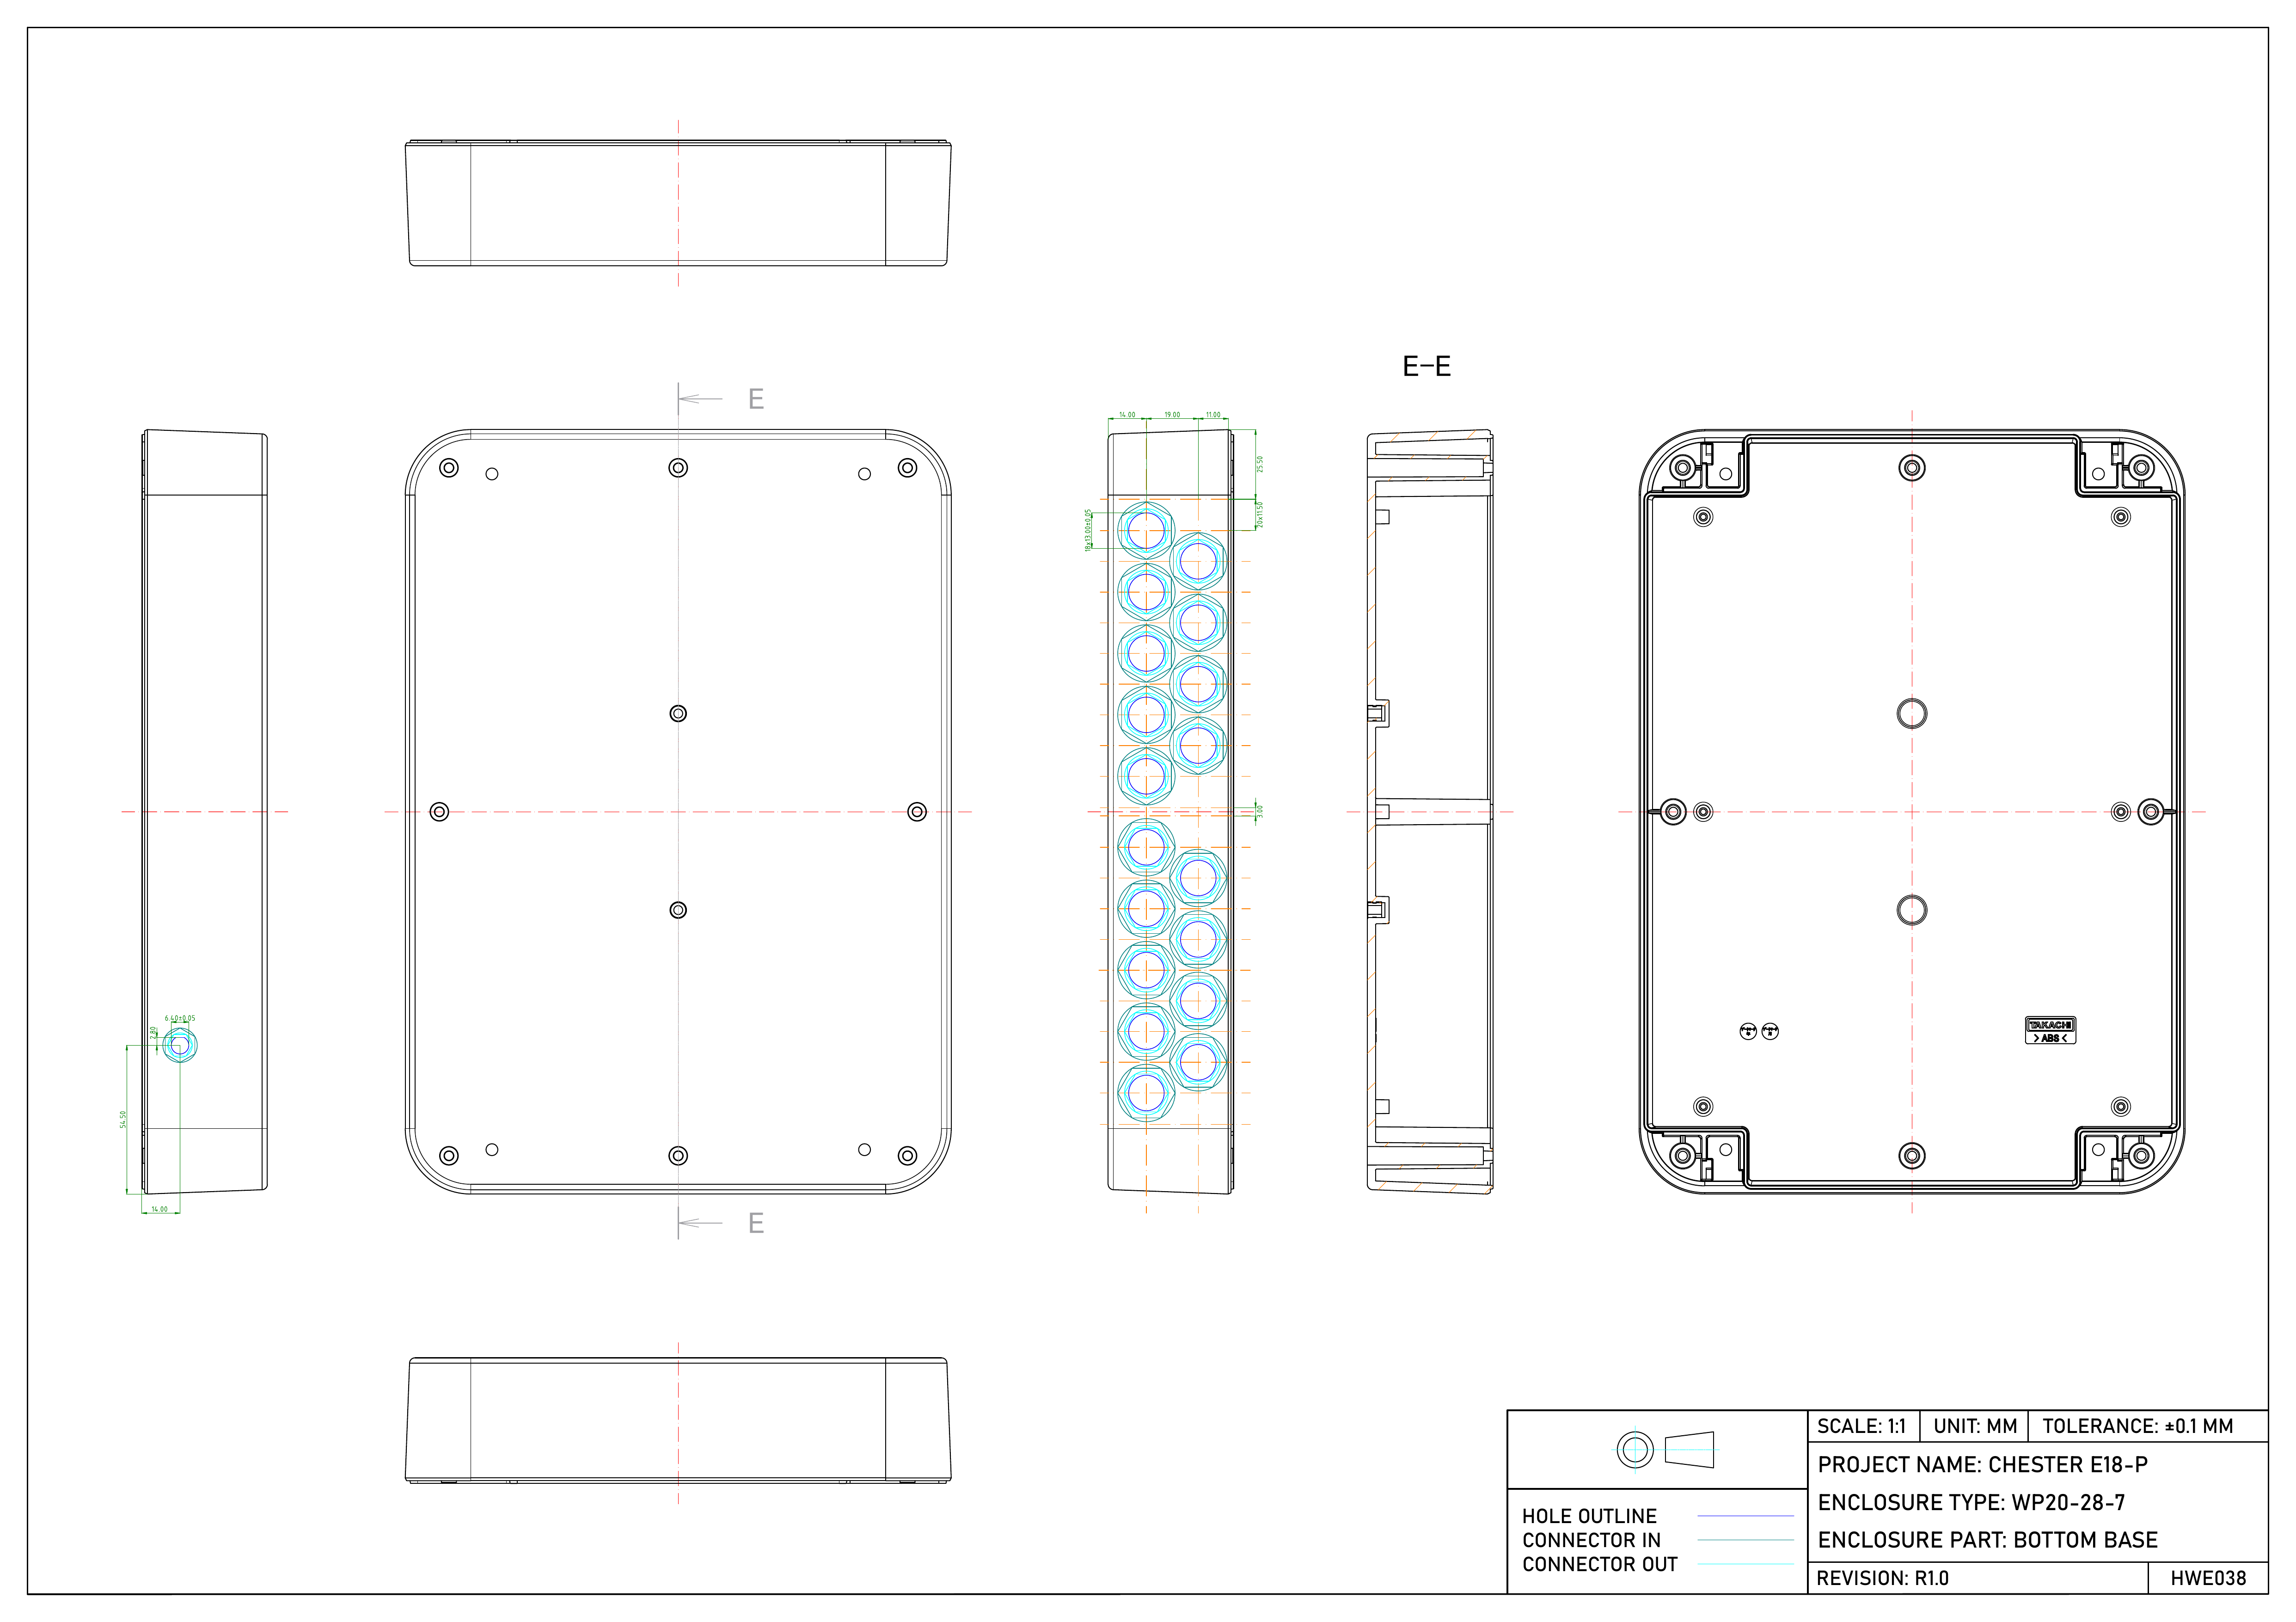 E
E-E
14.00
19.00
11.00
25.50
20x11.50
18x13.00±0.05
3.00
6.40±0.05
2.80
54.50
14.00
TAKACHI
> ABS <
E
SCALE: 1:1
UNIT: MM
TOLERANCE: ±0.1 MM
PROJECT NAME: CHESTER E18-P
ENCLOSURE TYPE: WP20-28-7
ENCLOSURE PART: BOTTOM BASE
HOLE OUTLINE
CONNECTOR IN
CONNECTOR OUT
REVISION: R1.0
HWE038